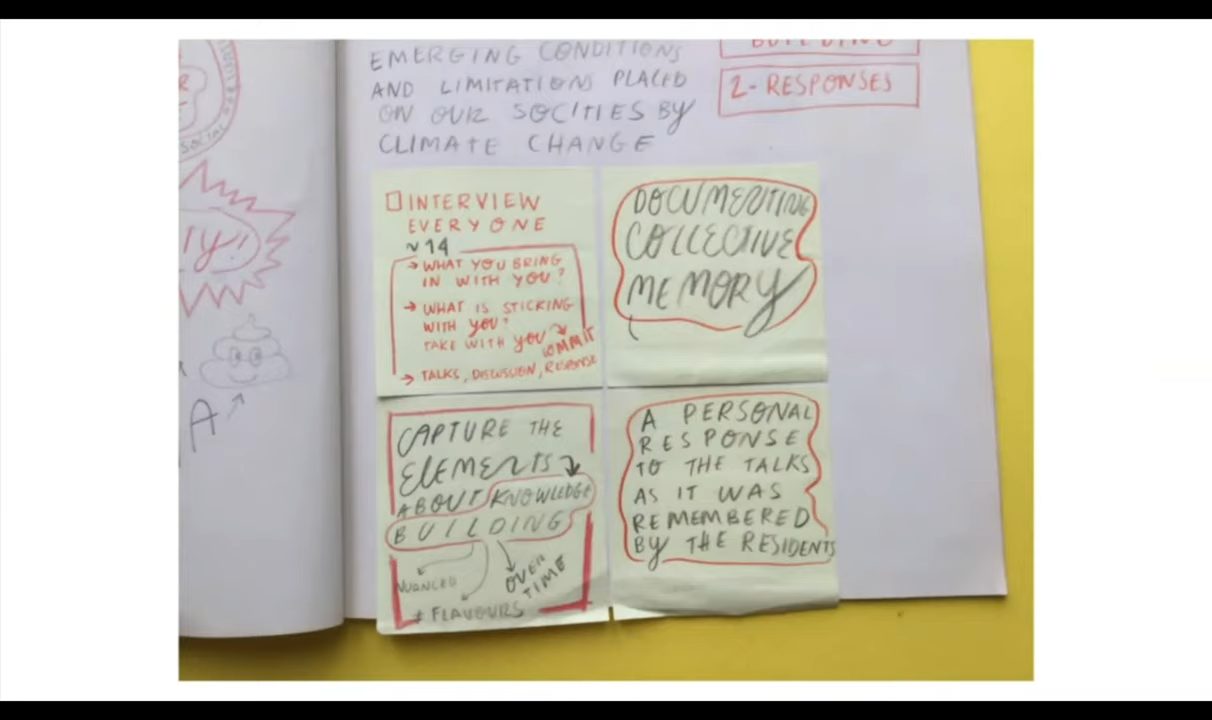 SOCIAL
TY!
A
EMERGING CONDITIONS
AND LIMITATIONS PLACED
ON OUR SOCITIES BY
CLIMATE CHANGE
BUILDING
2- RESPONSES
INTERVIEW
EVERYONE
~14
→ WHAT YOU BRING
IN WITH YOU?
→ WHAT IS STICKING
WITH YOU?
TAKE WITH YOU
COMMIT
→ TALKS, DISCUSSION, RESPONSE
DOCUMENTING
COLLECTIVE
MEMORY
CAPTURE THE
ELEMENTS
ABOUT KNOWLEDGE
BUILDING
NUANCED
OVER
TIME
≠ FLAVOURS
A PERSONAL
RESPONSE
TO THE TALKS
AS IT WAS
REMEMBERED
BY THE RESIDENTS